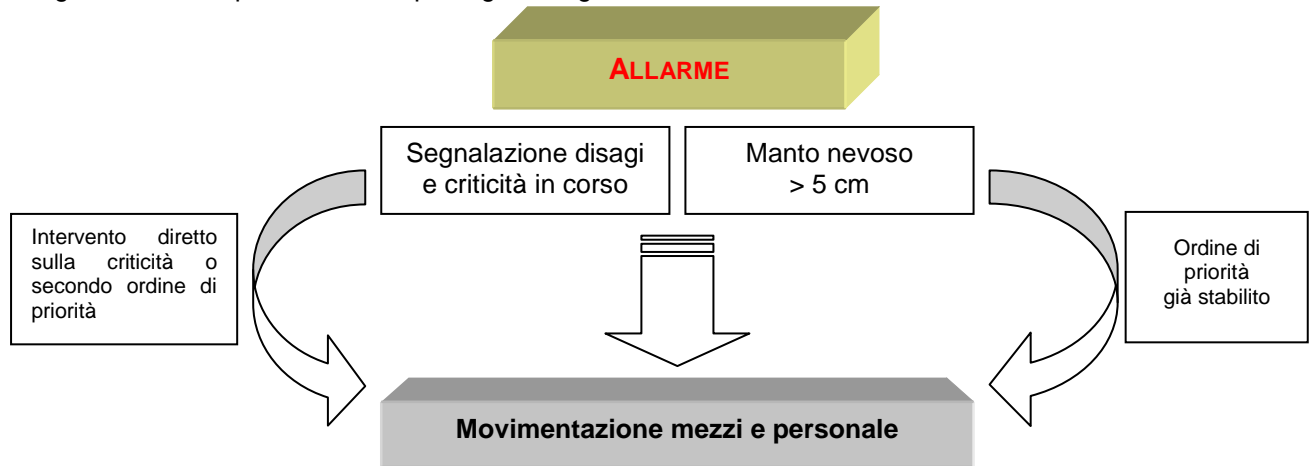 ALLARME
Segnalazione disagi
e criticità in corso
Manto nevoso
> 5 cm
Intervento diretto
sulla criticità o
secondo ordine di
priorità
Ordine di
priorità
già stabilito
Movimentazione mezzi e personale